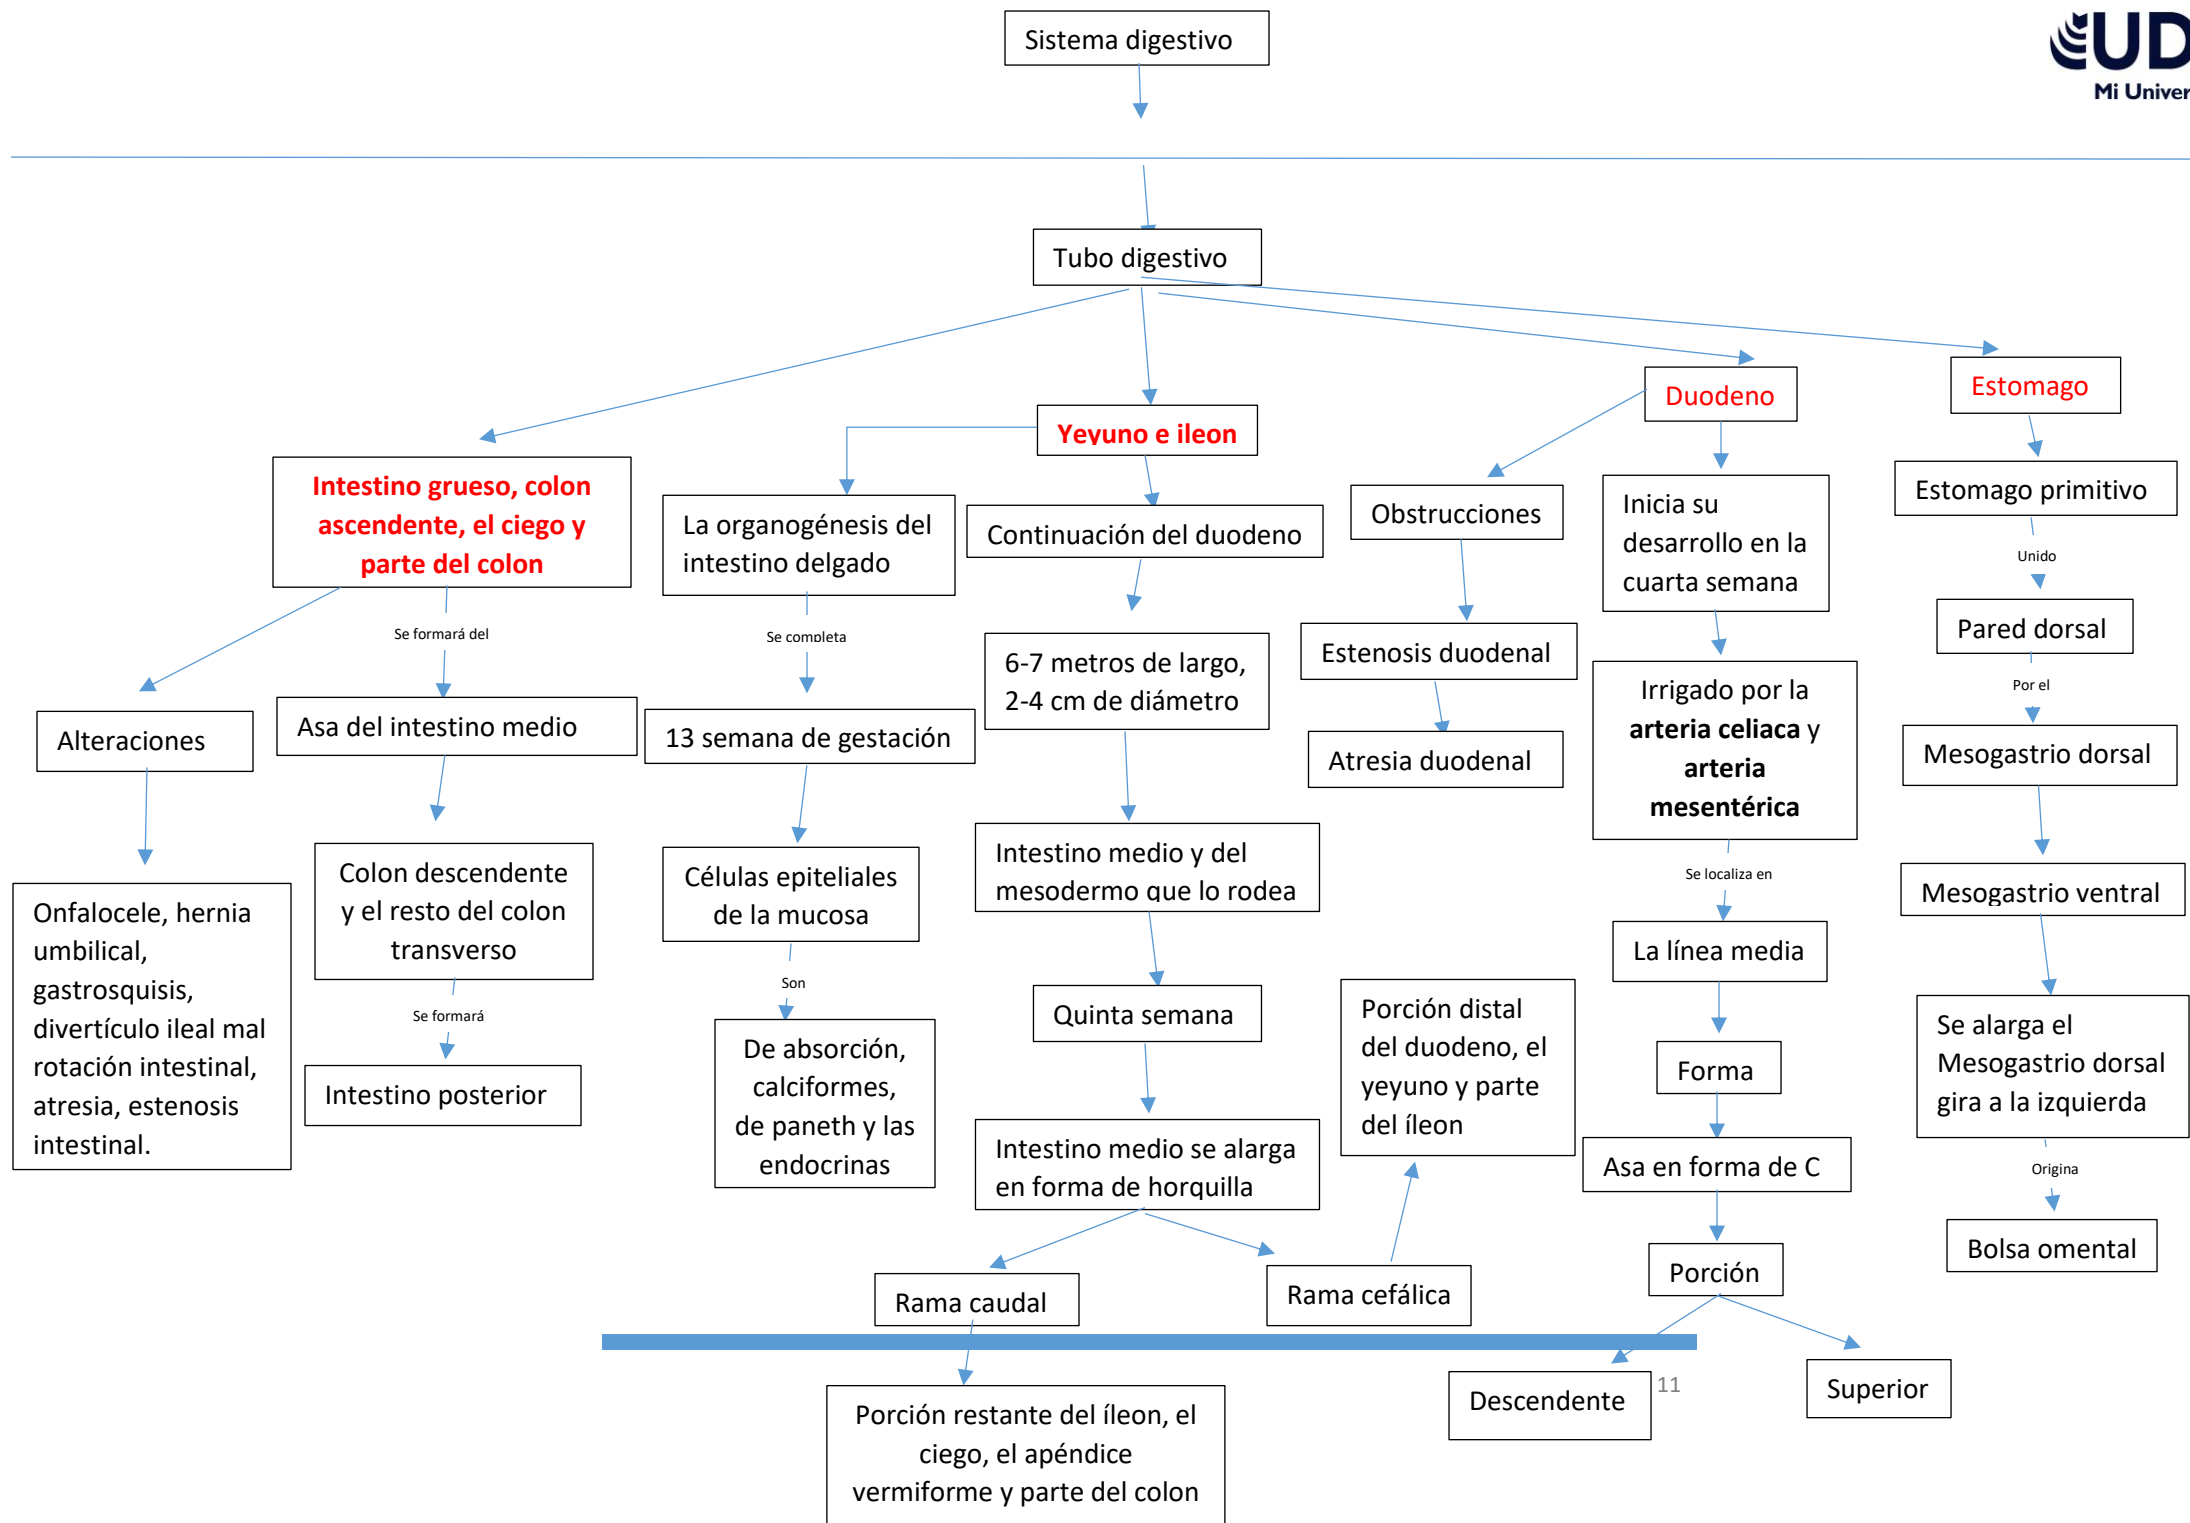 Sistema digestivo
UD
Mi Univer
Tubo digestivo
Intestino grueso, colon
ascendente, el ciego y
parte del colon
Alteraciones
Onfalocele, hernia
umbilical,
gastrosquisis,
divertículo ileal mal
rotación intestinal,
atresia, estenosis
intestinal.
Se formará del
Asa del intestino medio
Colon descendente
y el resto del colon
transverso
Se formará
Intestino posterior
Yeyuno e ileon
La organogénesis del
intestino delgado
Se completa
13 semana de gestación
Células epiteliales
de la mucosa
Son
De absorción,
calciformes,
de paneth y las
endocrinas
Continuación del duodeno
6-7 metros de largo,
2-4 cm de diámetro
Intestino medio y del
mesodermo que lo rodea
Quinta semana
Intestino medio se alarga
en forma de horquilla
Rama caudal
Porción restante del íleon, el
ciego, el apéndice
vermiforme y parte del colon
Rama cefálica
Porción distal
del duodeno, el
yeyuno y parte
del íleon
Duodeno
Obstrucciones
Estenosis duodenal
Atresia duodenal
Inicia su
desarrollo en la
cuarta semana
Irrigado por la
arteria celiaca y
arteria
mesentérica
Se localiza en
La línea media
Forma
Asa en forma de C
Porción
Descendente
Superior
Estomago
Estomago primitivo
Unido
Pared dorsal
Por el
Mesogastrio dorsal
Mesogastrio ventral
Se alarga el
Mesogastrio dorsal
gira a la izquierda
Origina
Bolsa omental
11